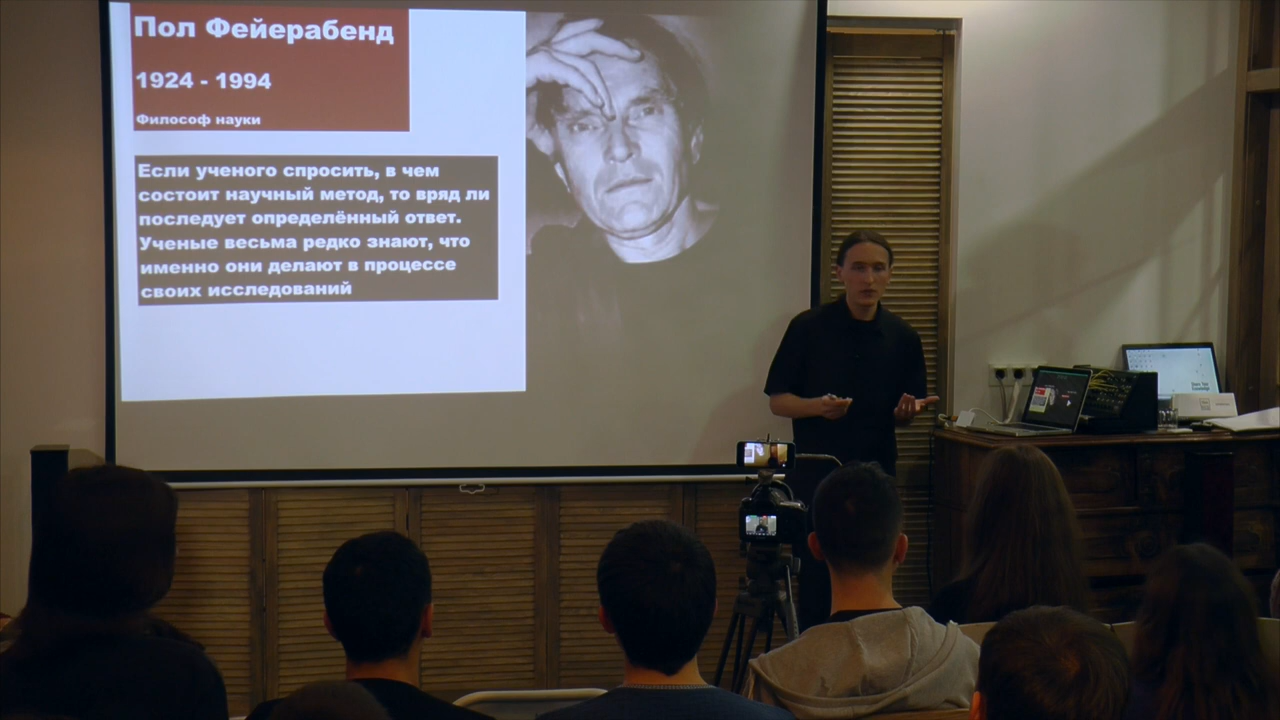 Пол Фейерабенд
1924 - 1994
Философ науки
Если ученого спросить, в чем
состоит научный метод, то вряд ли
последует определённый ответ.
Ученые весьма редко знают, что
именно они делают в процессе
своих исследований